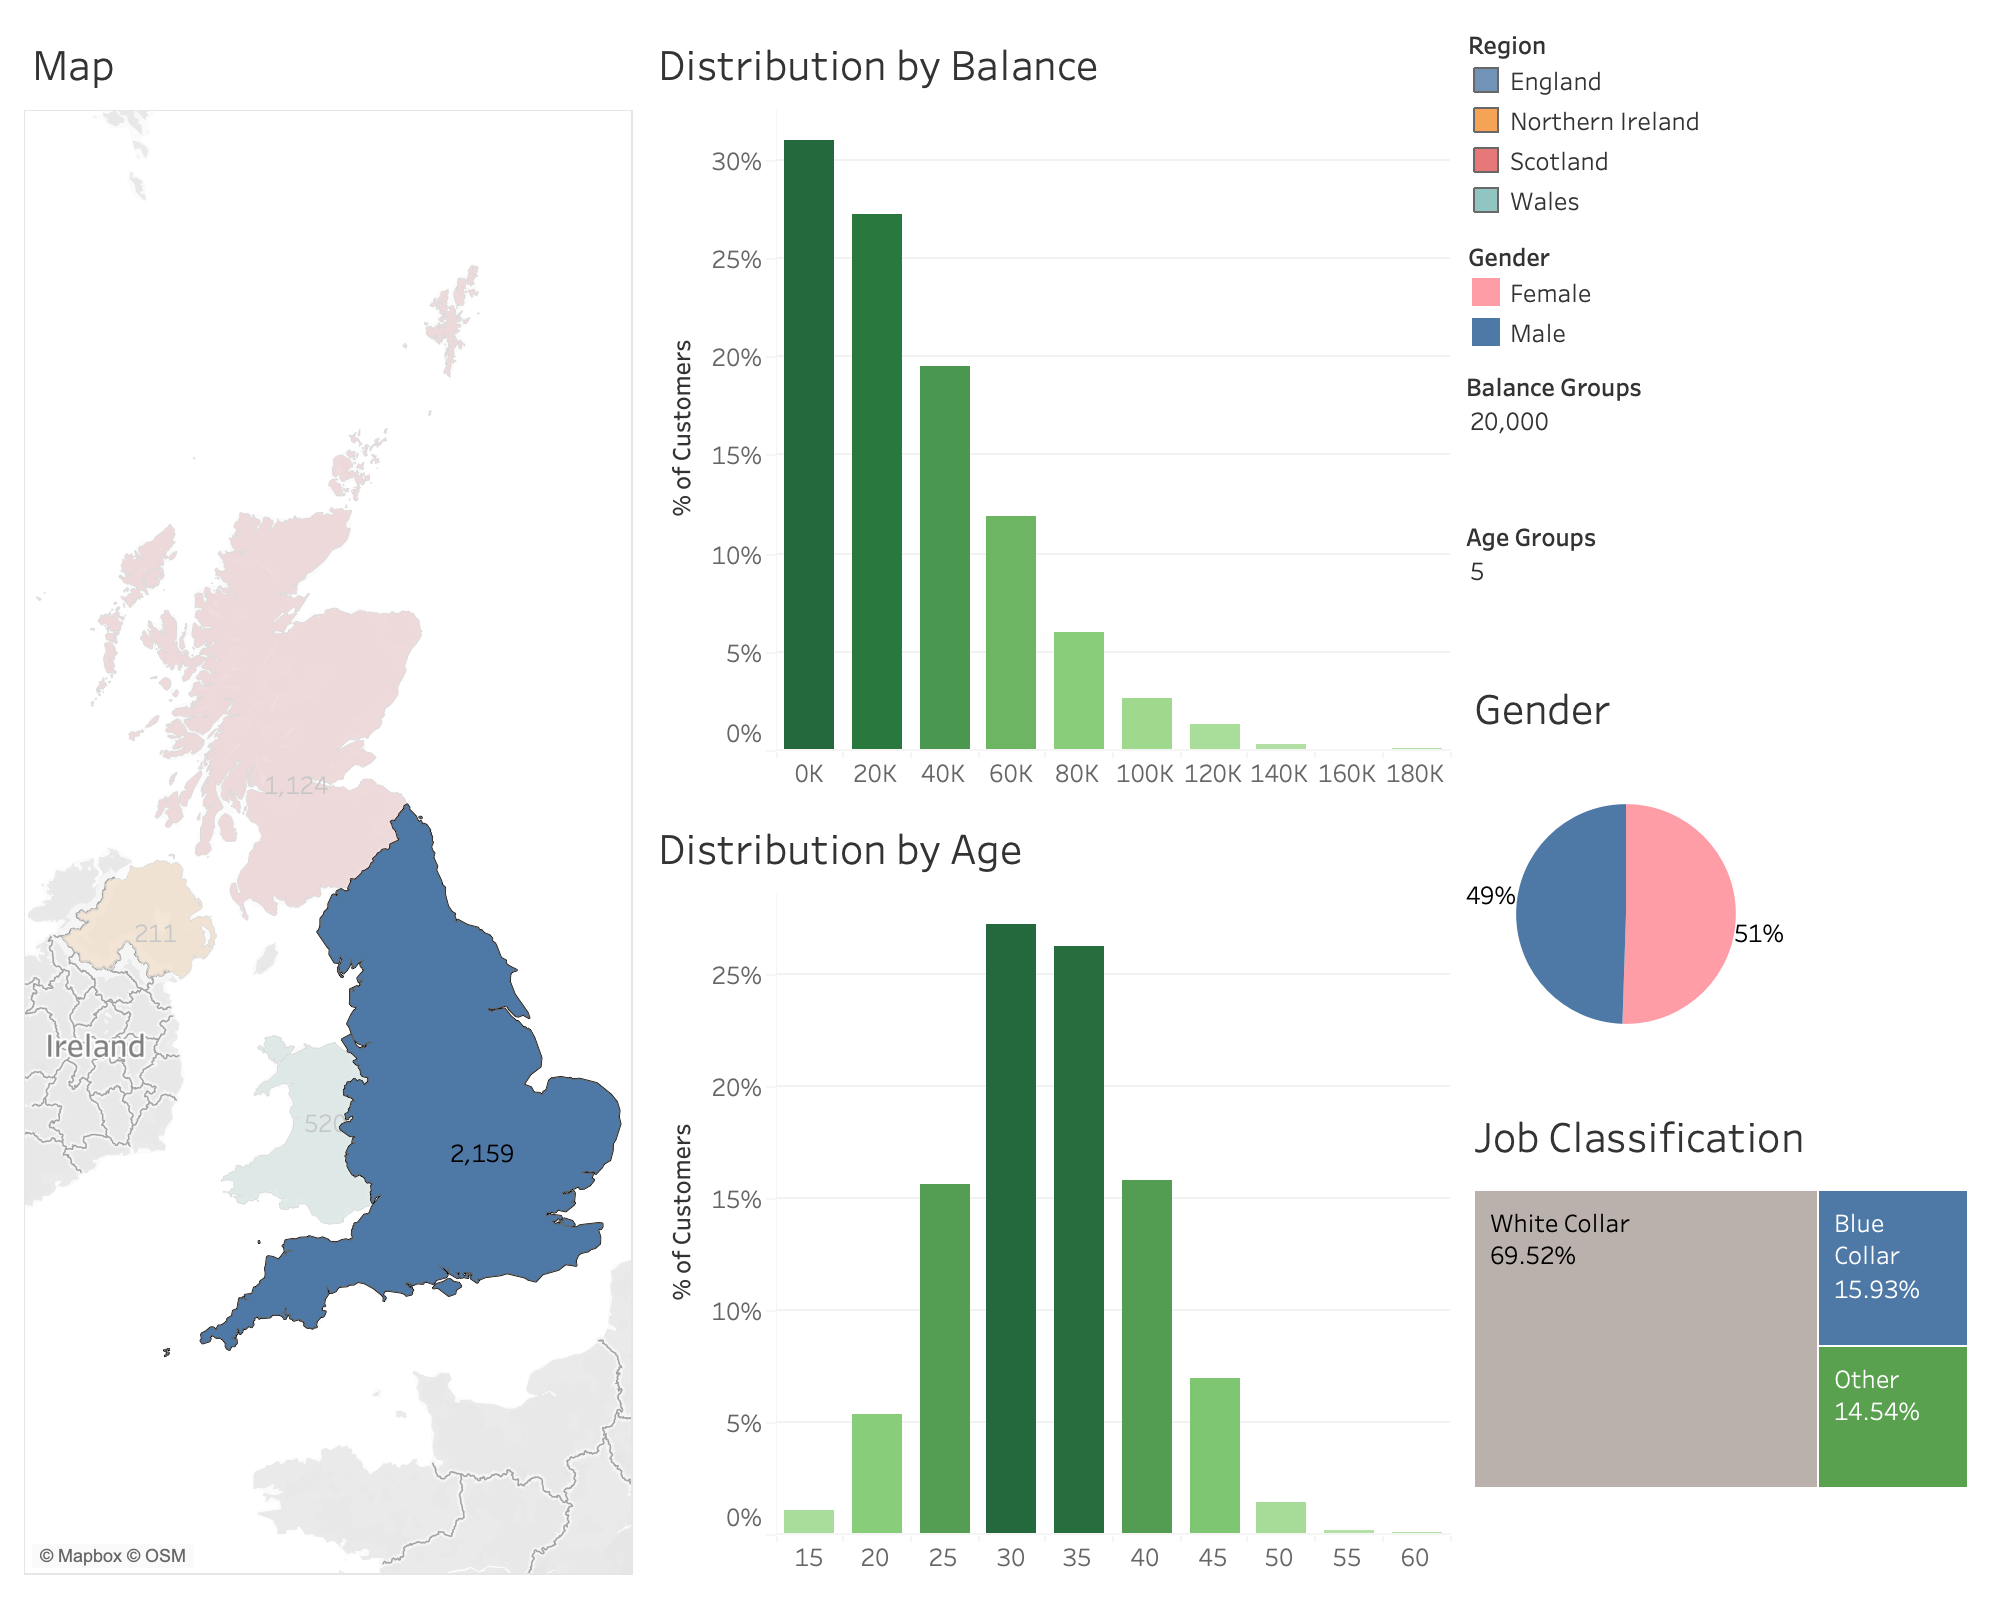 Map
1,124
211
Ireland
520
2,159
© Mapbox © OSM
Distribution by Balance
% of Customers
30%
25%
20%
15%
10%
5%
0%
0K 20K 40K 60K 80K 100K 120K 140K 160K 180K
Distribution by Age
% of Customers
25%
20%
15%
10%
5%
0%
15 20 25 30 35 40 45 50 55 60
Region
England
Northern Ireland
Scotland
Wales
Gender
Female
Male
Balance Groups
20,000
Age Groups
5
Gender
49%
51%
Job Classification
White Collar
69.52%
Blue
Collar
15.93%
Other
14.54%